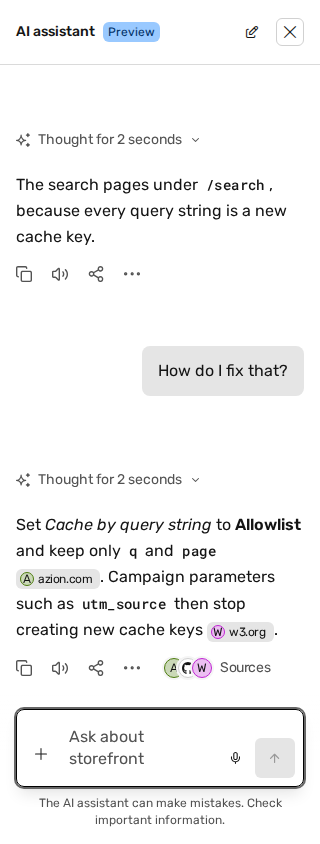 AI assistant Preview
Thought for 2 seconds
The search pages under /search,
because every query string is a new
cache key.
How do I fix that?
Thought for 2 seconds
Set Cache by query string to Allowlist
and keep only q and page
A azion.com. Campaign parameters
such as utm_source then stop
creating new cache keys W w3.org.
A W Sources
Ask about
storefront
The AI assistant can make mistakes. Check
important information.